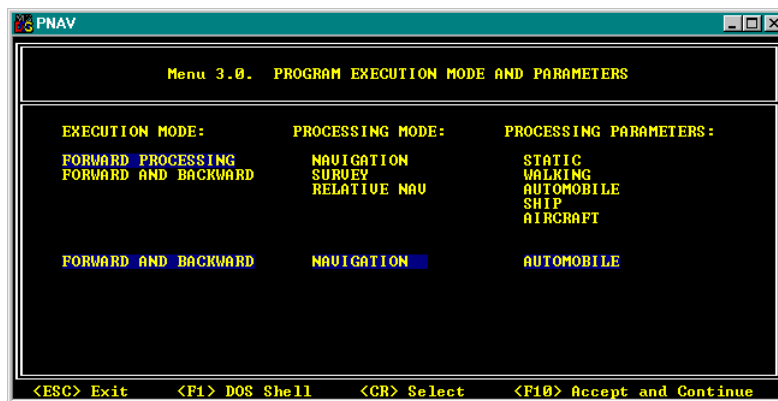 PNAV
Menu 3.0. PROGRAM EXECUTION MODE AND PARAMETERS
EXECUTION MODE: PROCESSING MODE: PROCESSING PARAMETERS:
FORWARD PROCESSING NAVIGATION STATIC
FORWARD AND BACKWARD SURVEY WALKING
RELATIVE NAV AUTOMOBILE
SHIP
AIRCRAFT
FORWARD AND BACKWARD NAVIGATION AUTOMOBILE
<ESC> Exit <F1> DOS Shell <CR> Select <F10> Accept and Continue